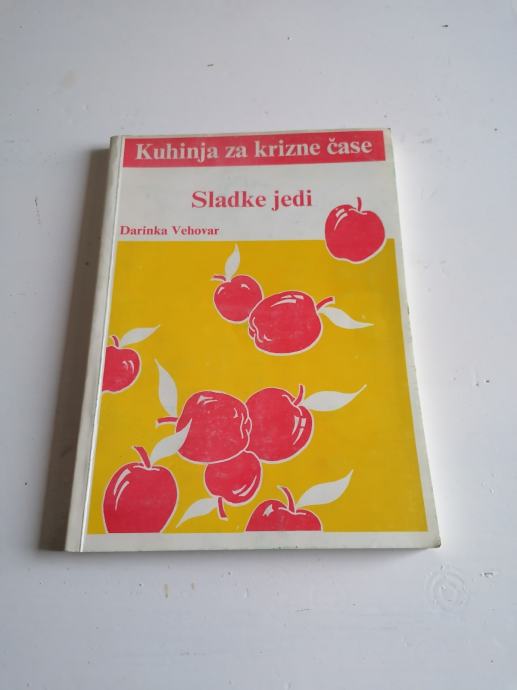 Kuhinja za krizne čase
Sladke jedi
Darinka Vehovar